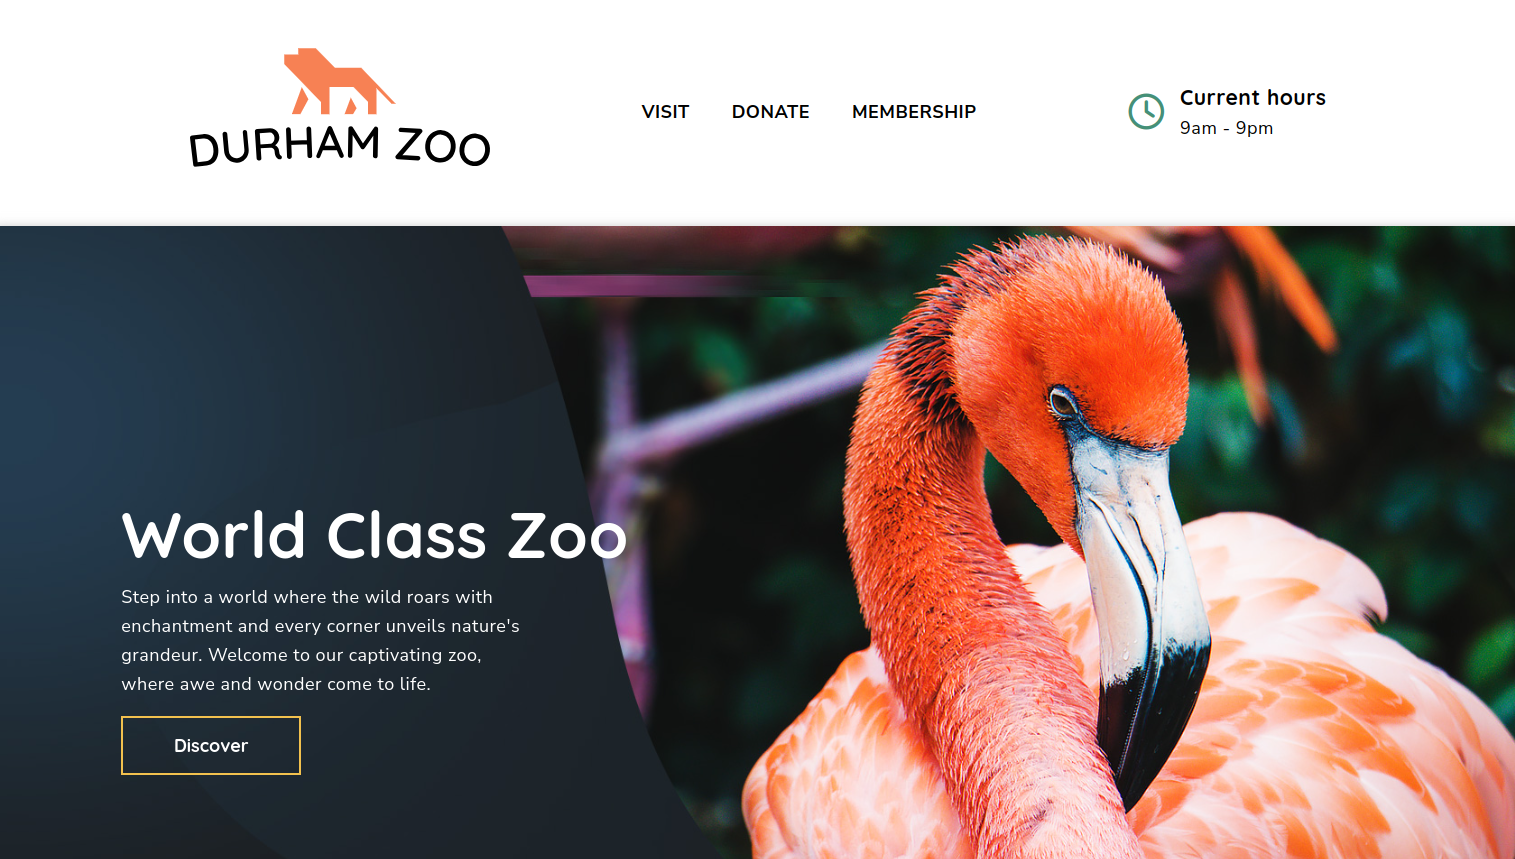 DURHAM ZOO
VISIT DONATE MEMBERSHIP
Current hours
9am - 9pm
World Class Zoo
Step into a world where the wild roars with
enchantment and every corner unveils nature's
grandeur. Welcome to our captivating zoo,
where awe and wonder come to life.
Discover